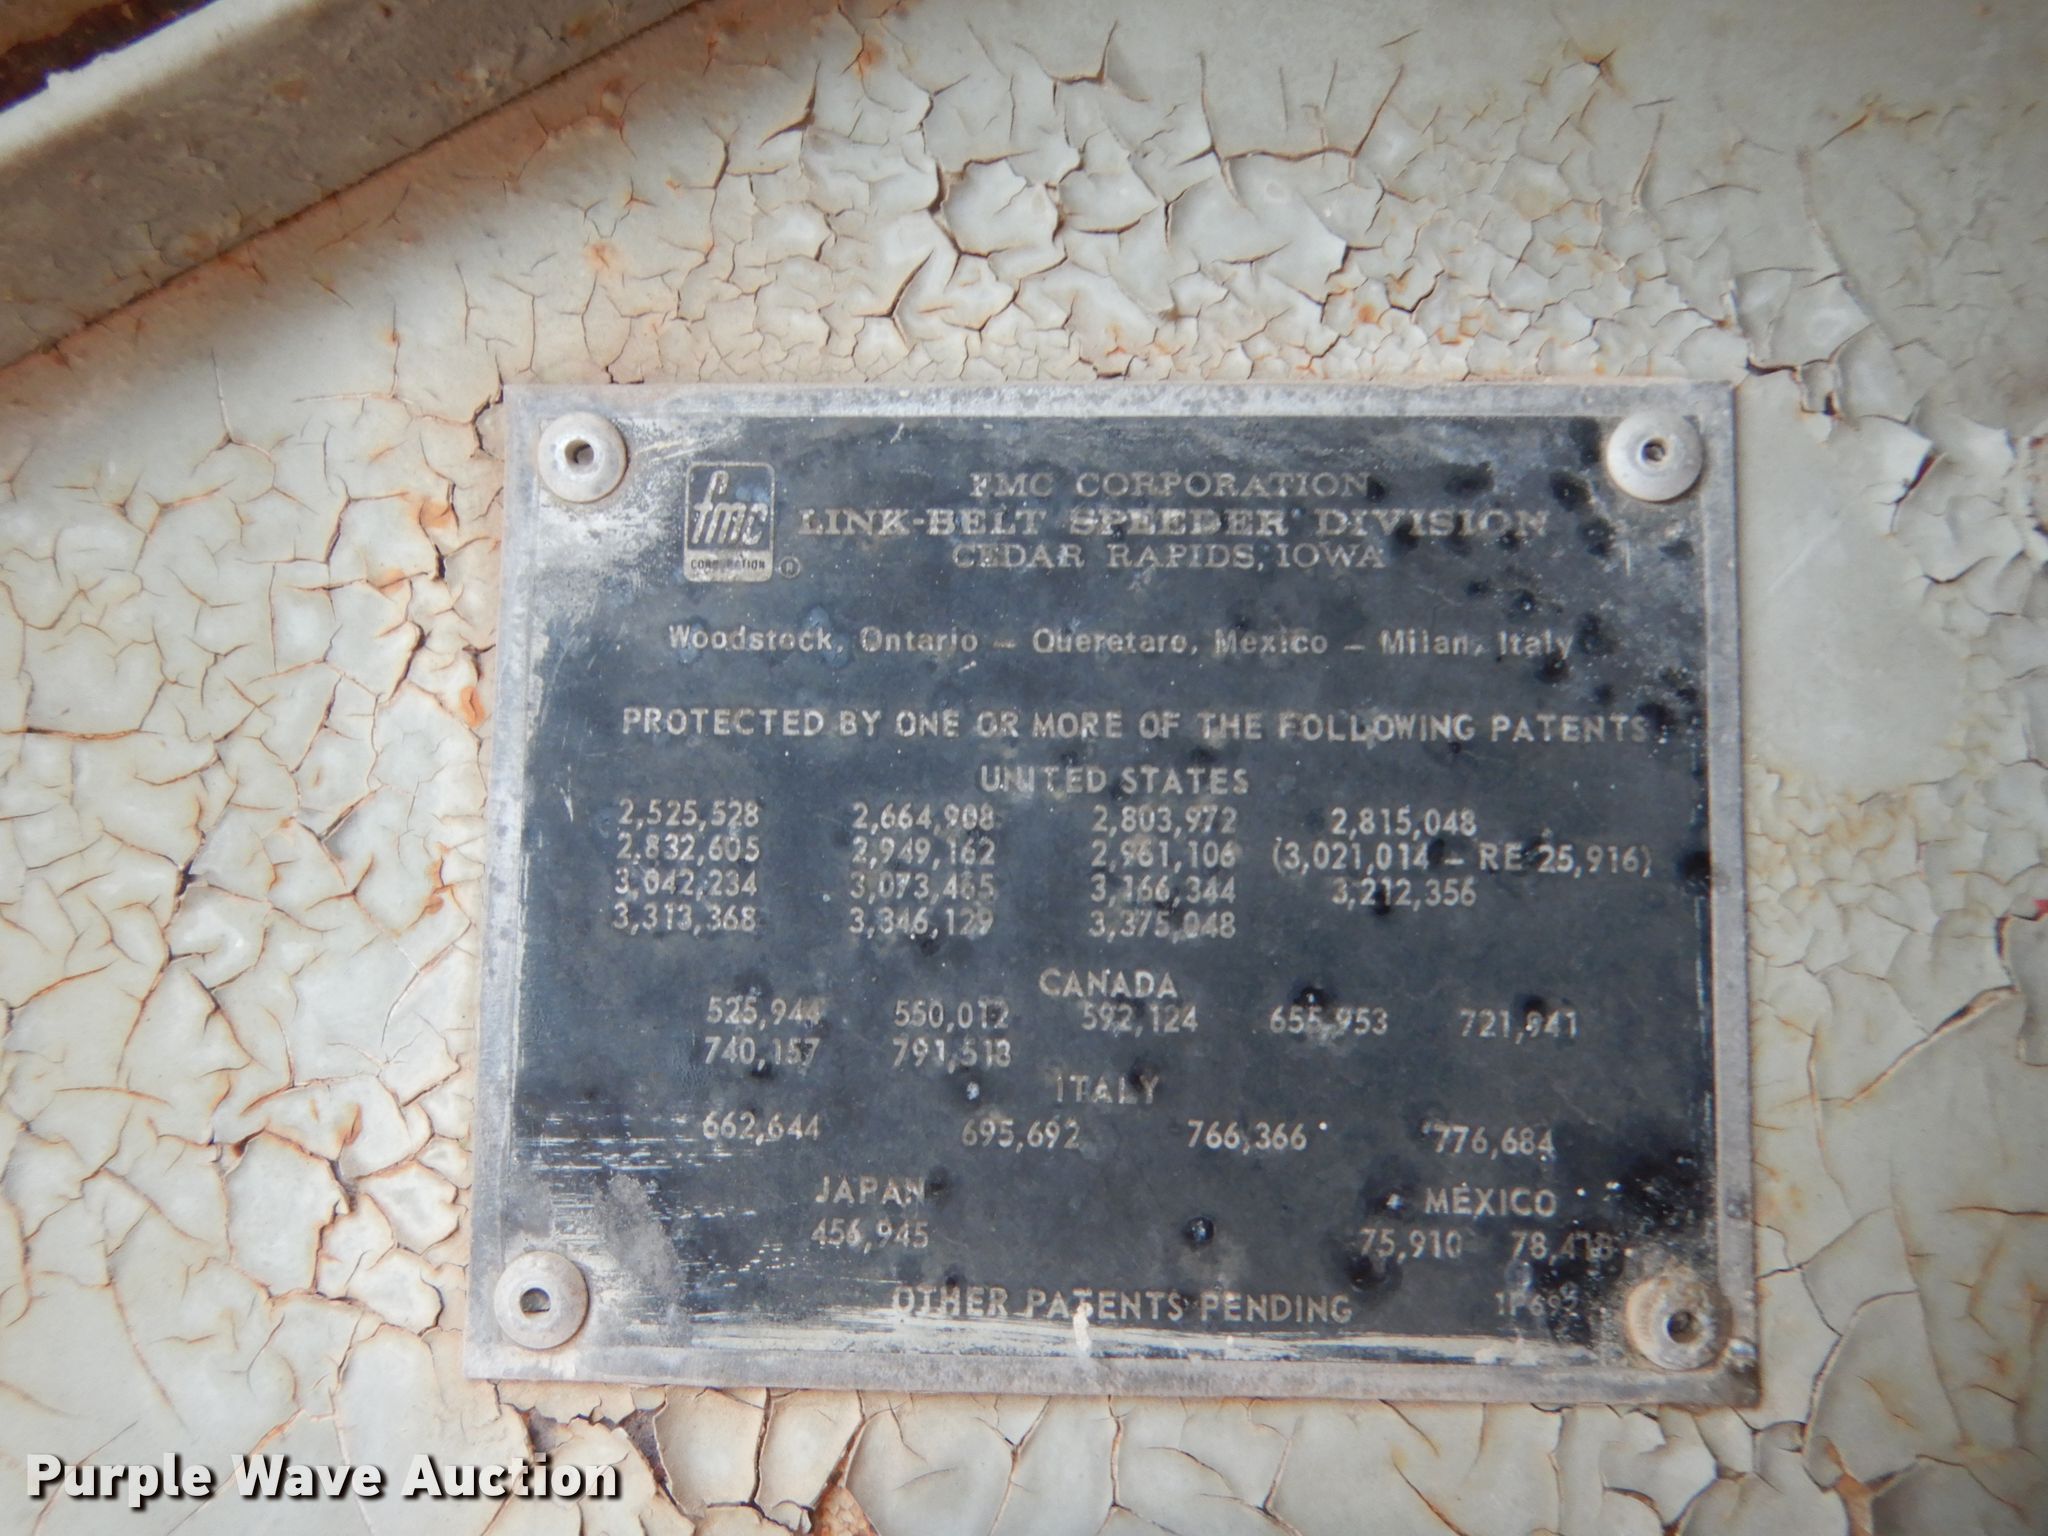 fmc
CORPORATION
®
FMC CORPORATION
LINK-BELT SPEEDER DIVISION
CEDAR RAPIDS, IOWA
Woodstock, Ontario – Queretaro, Mexico – Milan, Italy
PROTECTED BY ONE OR MORE OF THE FOLLOWING PATENTS
UNITED STATES
2,525,528 2,664,908 2,803,972 2,815,048
2,832,605 2,949,162 2,961,106 (3,021,014 – RE 25,916)
3,042,234 3,073,465 3,166,344 3,212,356
3,313,368 3,346,129 3,375,048
CANADA
525,944 550,012 592,124 655,953 721,941
740,157 791,518
ITALY
662,644 695,692 766,366 776,684
JAPAN MEXICO
456,945 75,910 78,418
OTHER PATENTS PENDING
Purple Wave Auction